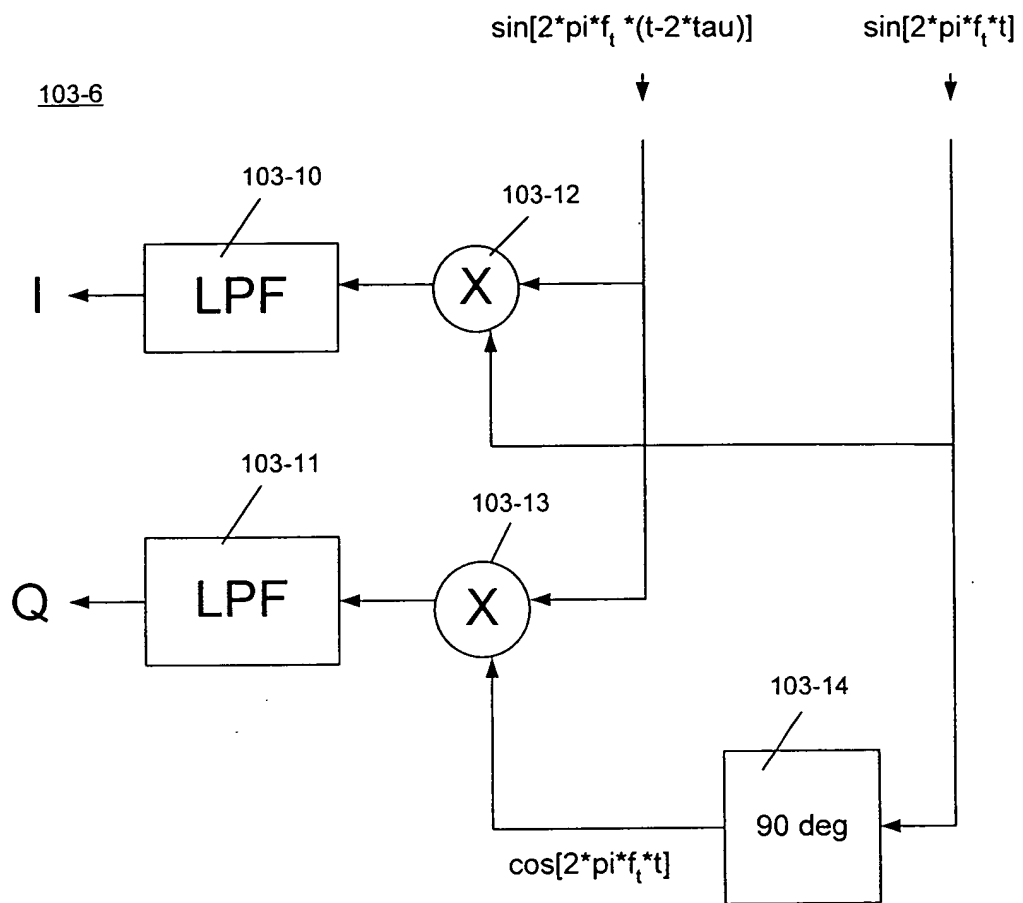 sin[2*pi*f_t *(t-2*tau)]
sin[2*pi*f_t*t]
103-6
103-10
103-12
LPF
X
I
103-11
103-13
LPF
X
Q
103-14
90 deg
cos[2*pi*f_t*t]